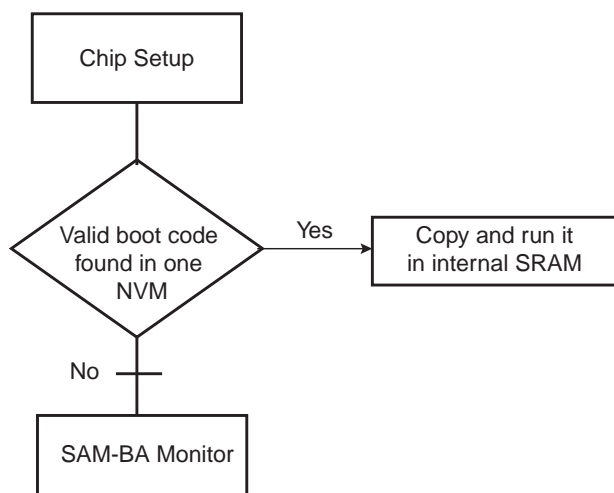 Chip Setup
Valid boot code
found in one
NVM
Yes
Copy and run it
in internal SRAM
No
SAM-BA Monitor